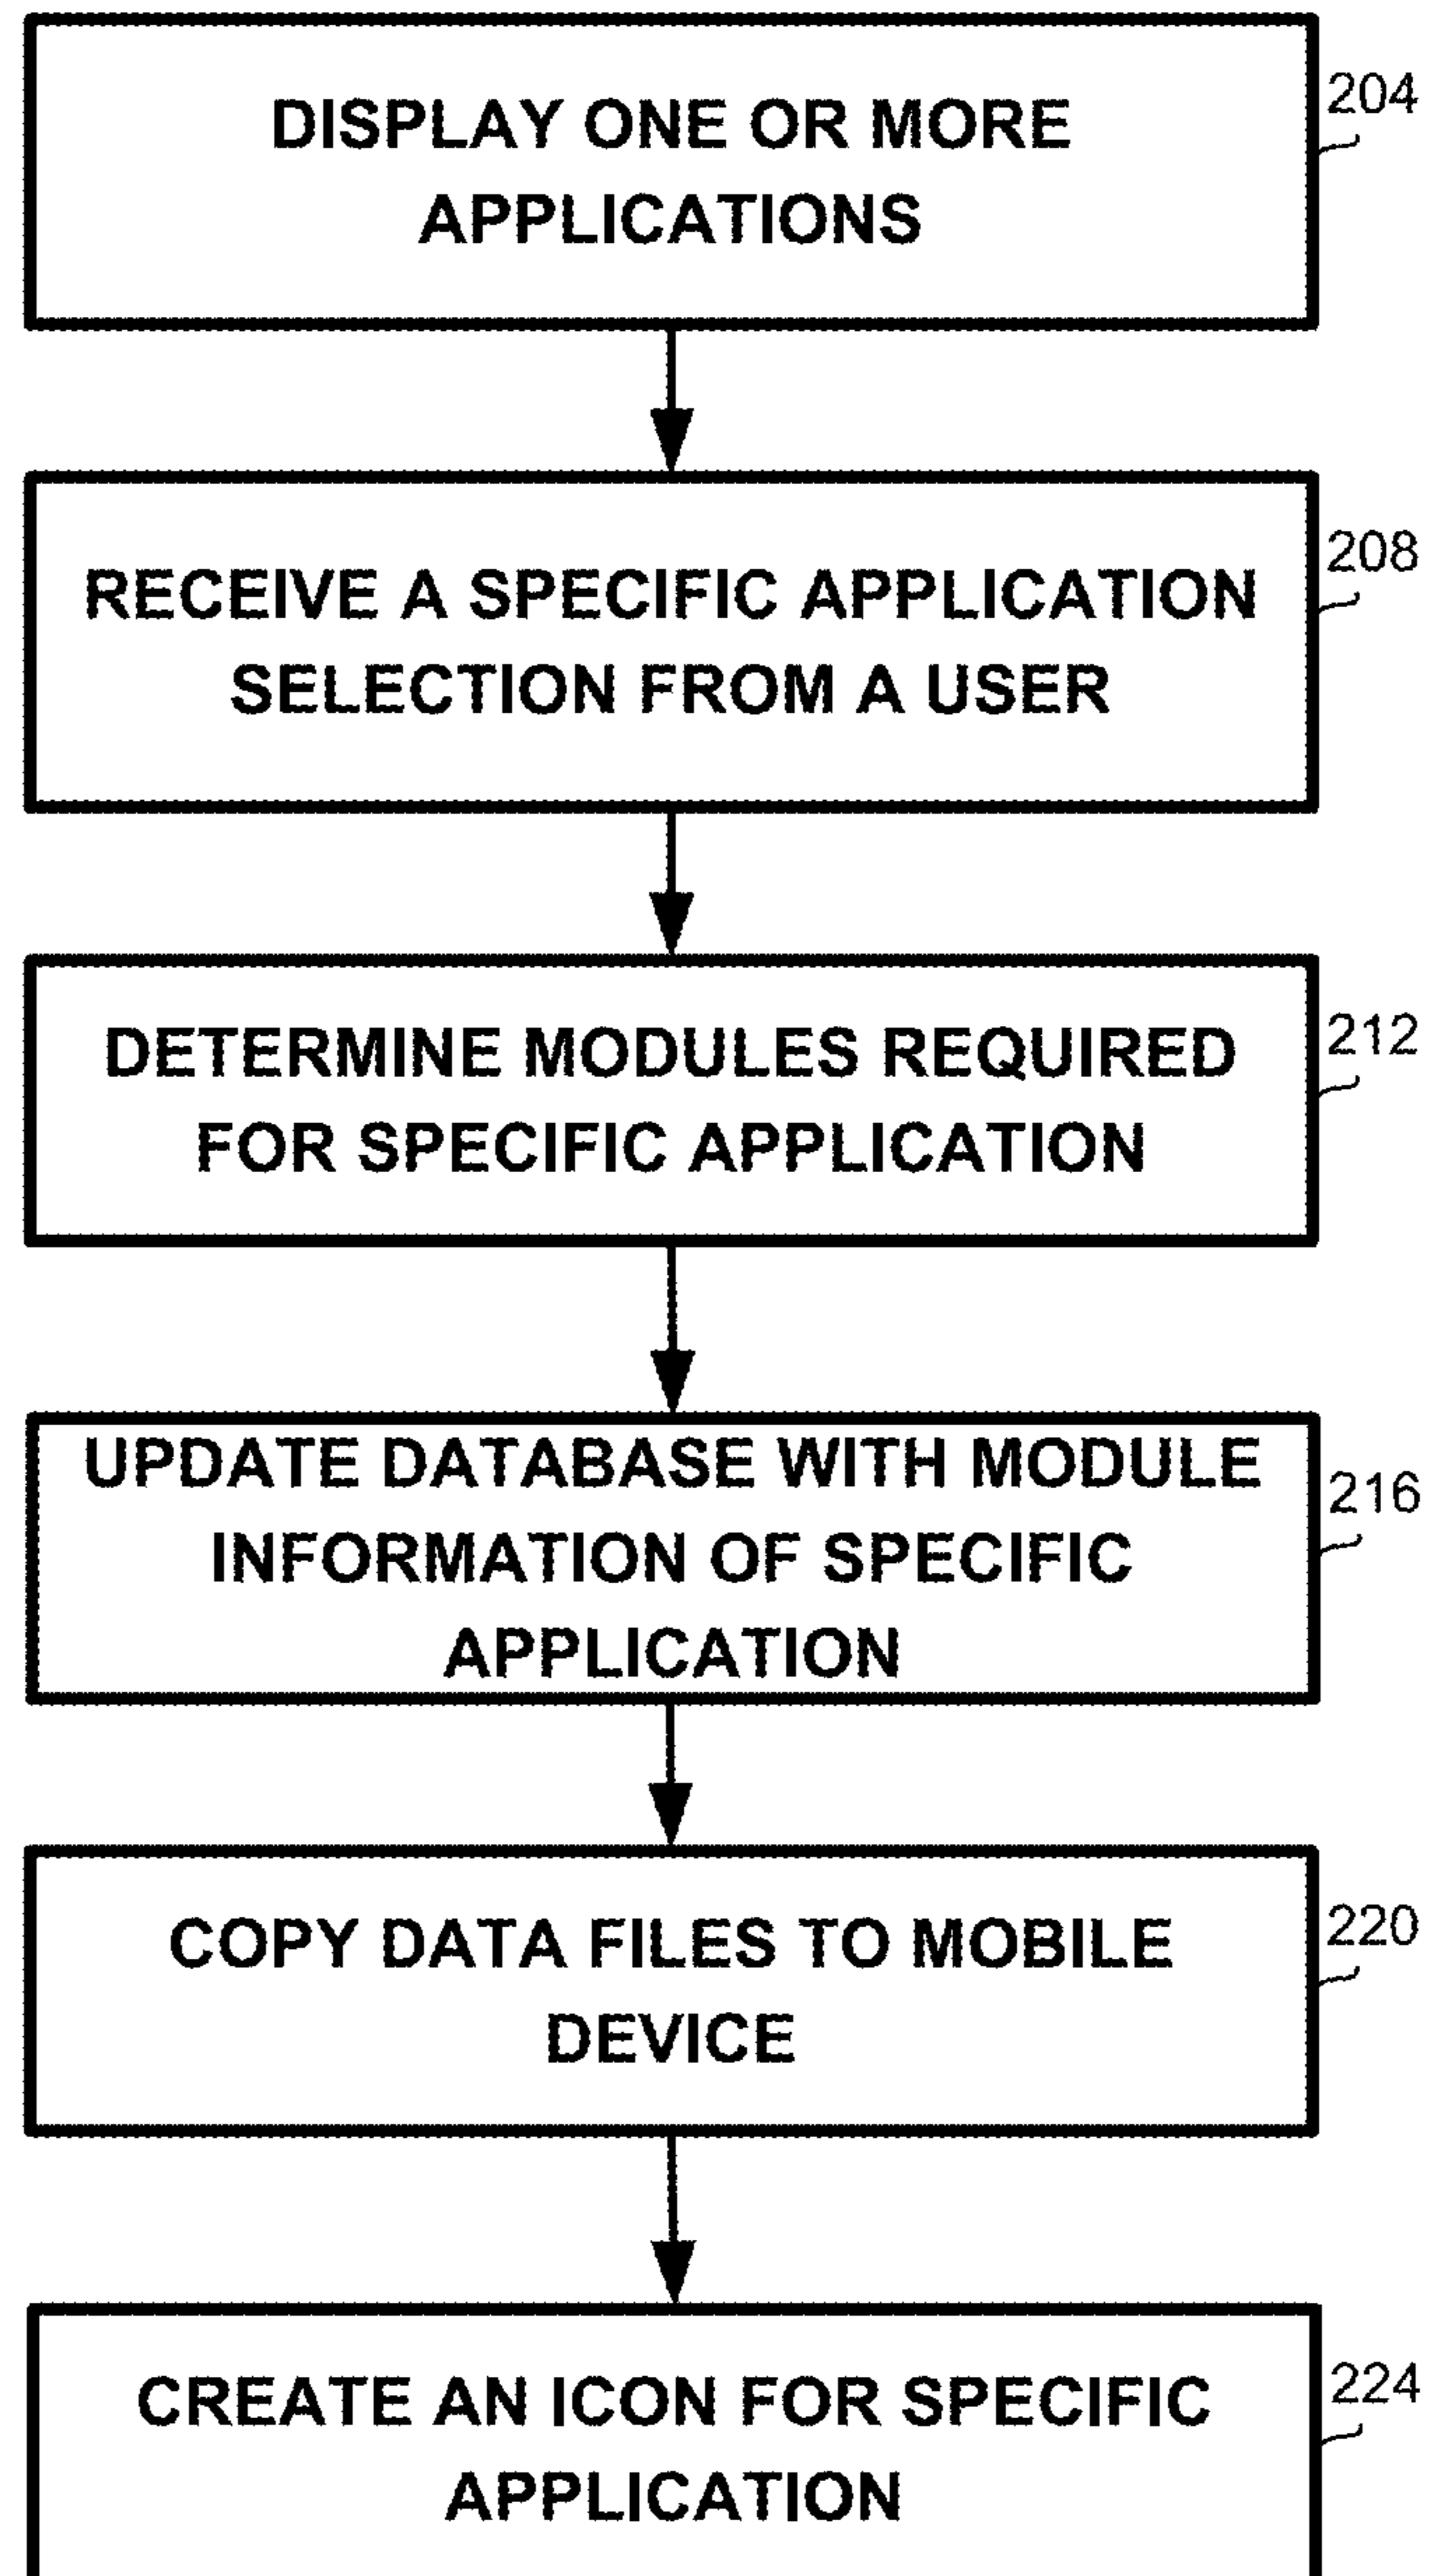 DISPLAY ONE OR MORE
APPLICATIONS
204
RECEIVE A SPECIFIC APPLICATION
SELECTION FROM A USER
208
DETERMINE MODULES REQUIRED
FOR SPECIFIC APPLICATION
212
UPDATE DATABASE WITH MODULE
INFORMATION OF SPECIFIC
APPLICATION
216
COPY DATA FILES TO MOBILE
DEVICE
220
CREATE AN ICON FOR SPECIFIC
APPLICATION
224